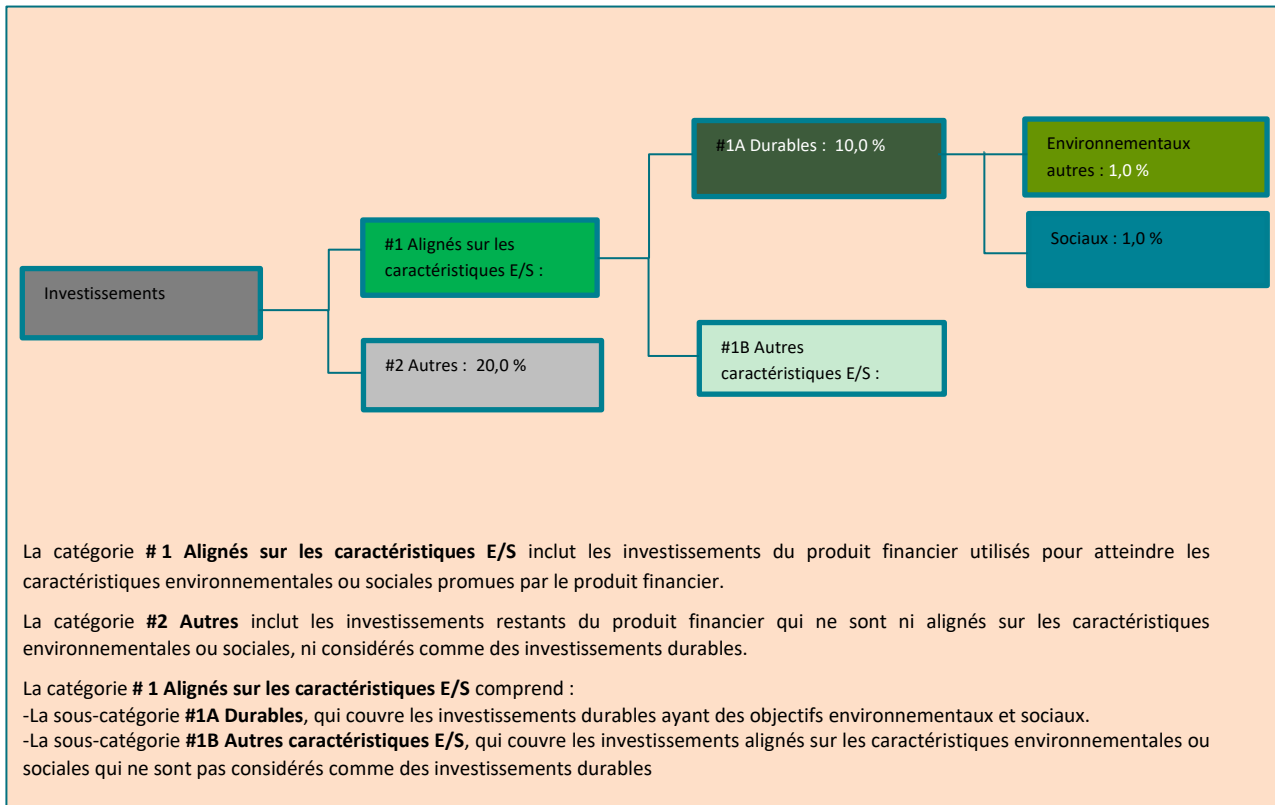 #1A Durables : 10,0 %
Environnementaux
autres : 1,0 %
#1 Alignés sur les
caractéristiques E/S :
Sociaux : 1,0 %
Investissements
#2 Autres : 20,0 %
#1B Autres
caractéristiques E/S :
La catégorie # 1 Alignés sur les caractéristiques E/S inclut les investissements du produit financier utilisés pour atteindre les
caractéristiques environnementales ou sociales promues par le produit financier.
La catégorie #2 Autres inclut les investissements restants du produit financier qui ne sont ni alignés sur les caractéristiques
environnementales ou sociales, ni considérés comme des investissements durables.
La catégorie # 1 Alignés sur les caractéristiques E/S comprend :
-La sous-catégorie #1A Durables, qui couvre les investissements durables ayant des objectifs environnementaux et sociaux.
-La sous-catégorie #1B Autres caractéristiques E/S, qui couvre les investissements alignés sur les caractéristiques environnementales ou
sociales qui ne sont pas considérés comme des investissements durables